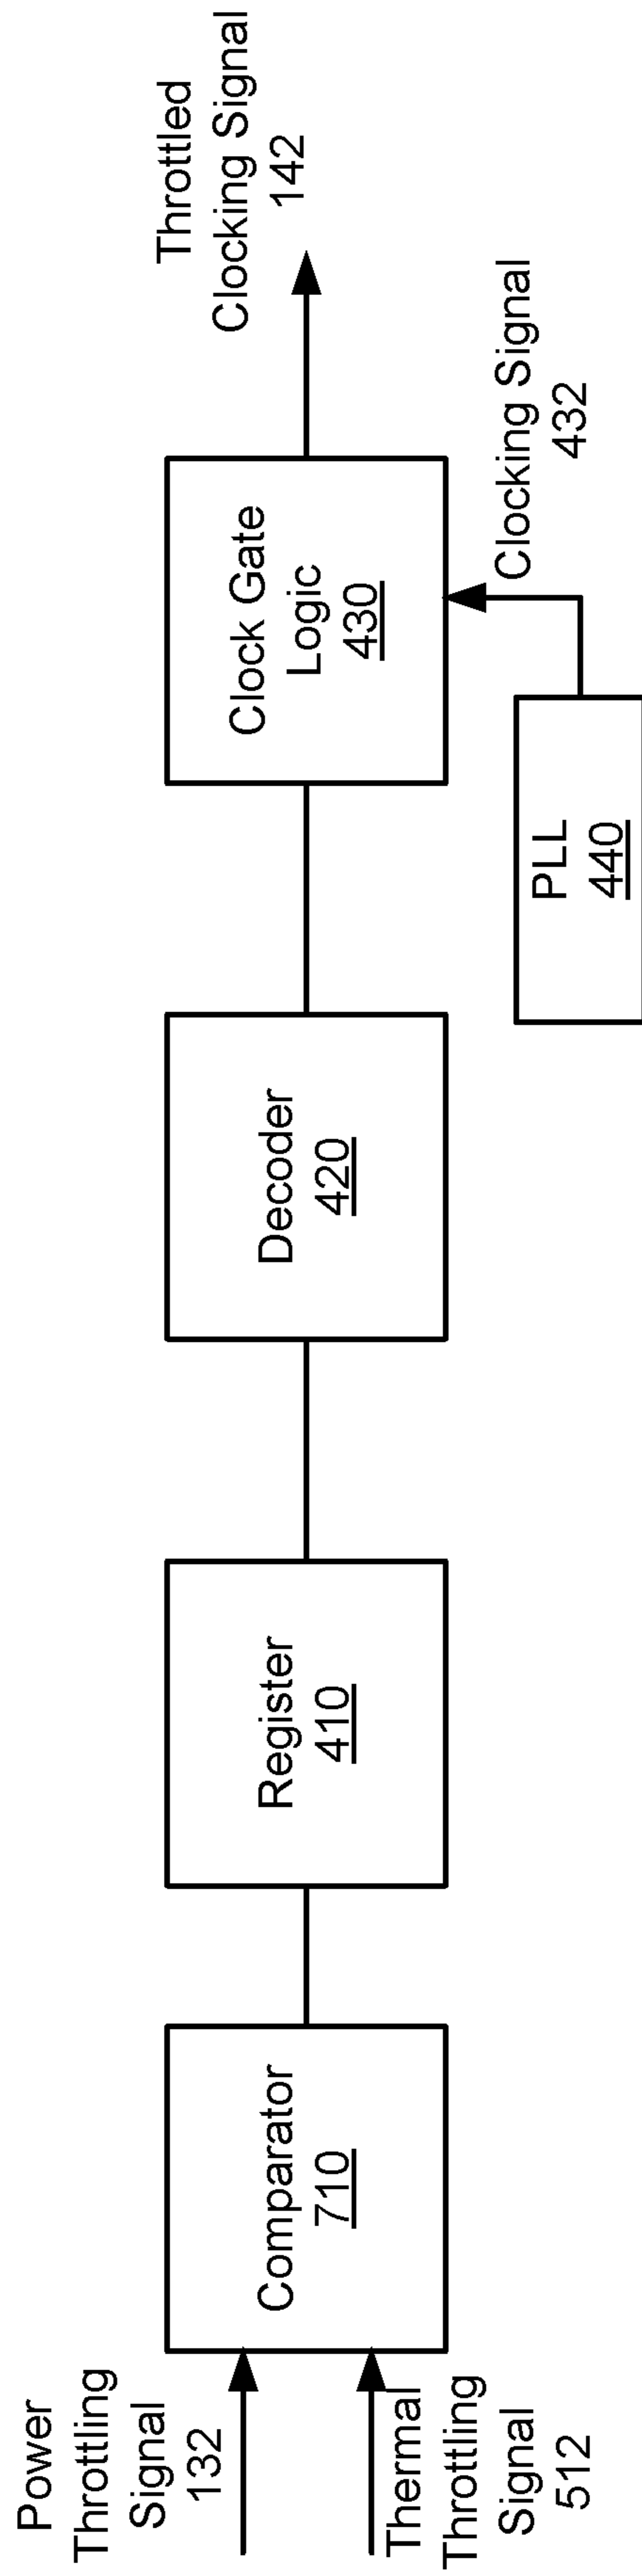 Power
Throttling
Signal
132
Thermal
Throttling
Signal
512
Comparator
710
Register
410
Decoder
420
Clock Gate
Logic
430
PLL
440
Clocking Signal
432
Throttled
Clocking Signal
142